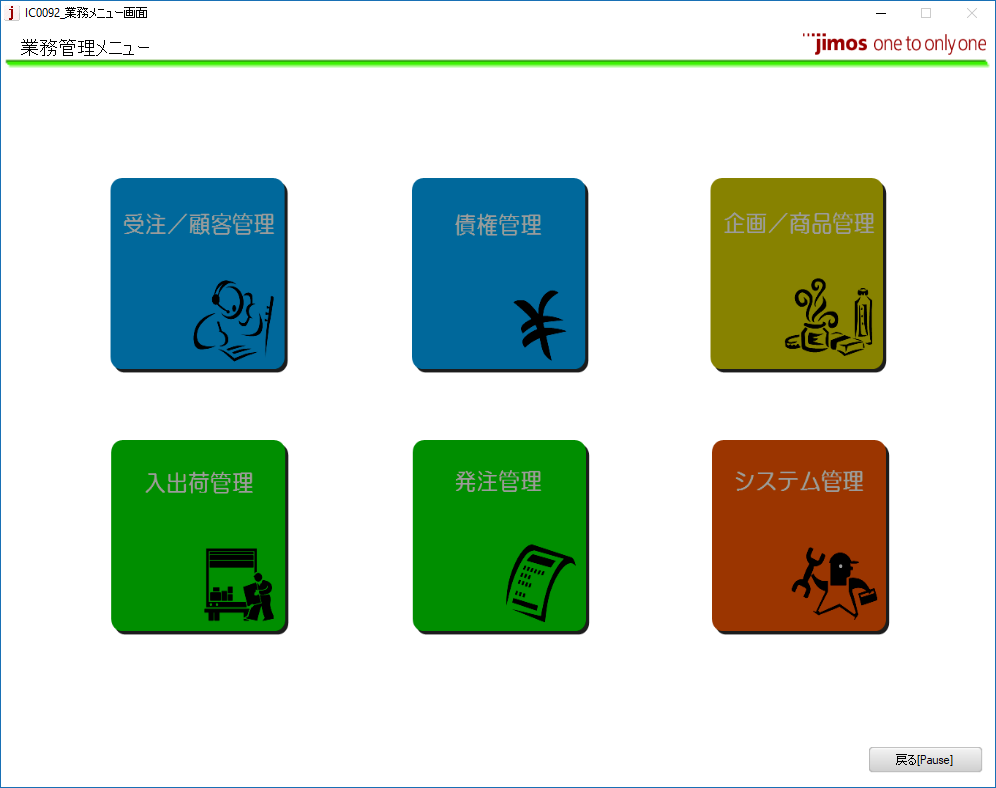 IC0092_業務メニュー画面
業務管理メニュー
jimos one to only one
受注／顧客管理
債権管理
企画／商品管理
入出荷管理
発注管理
システム管理
戻る[Pause]